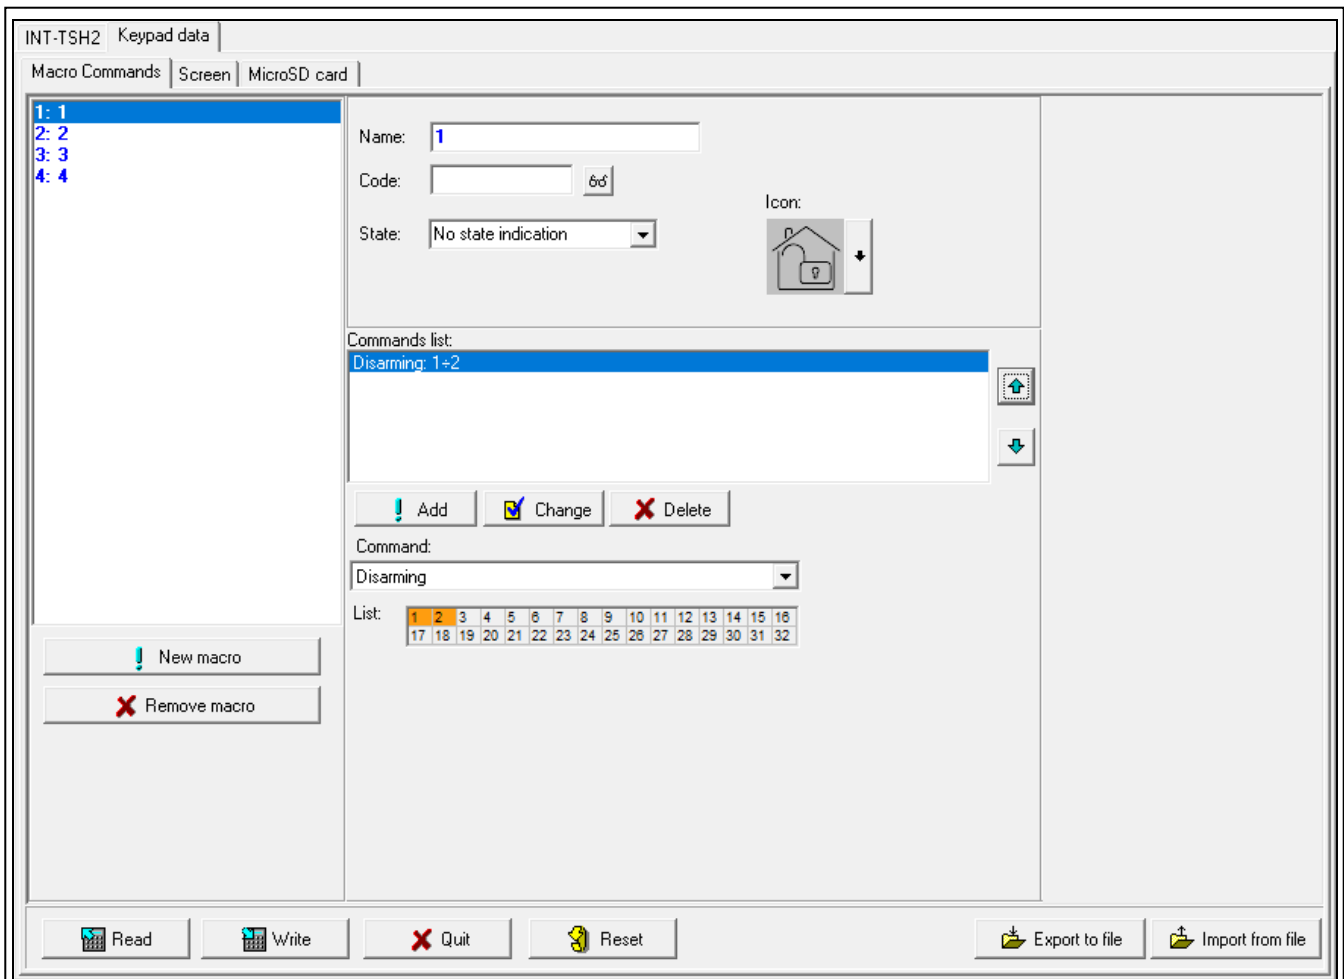 INT-TSH2 Keypad data
Macro Commands Screen MicroSD card
1: 1
2: 2
3: 3
4: 4
Name: 1
Code:
Icon:
State: No state indication
Commands list:
Disarming: 1÷2
Add Change Delete
Command:
Disarming
List: 1 2 3 4 5 6 7 8 9 10 11 12 13 14 15 16
17 18 19 20 21 22 23 24 25 26 27 28 29 30 31 32
New macro
Remove macro
Read Write Quit Reset Export to file Import from file